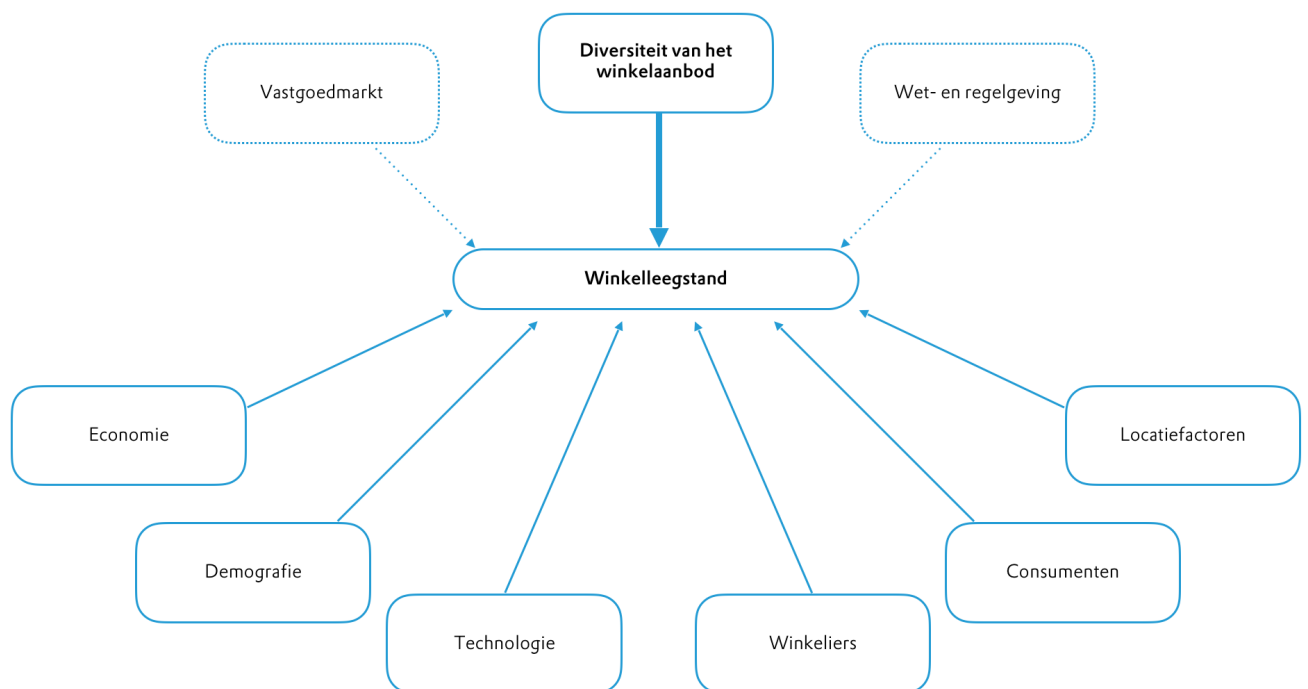 Diversiteit van het
winkelaanbod
Vastgoedmarkt
Wet- en regelgeving
Winkelleegstand
Economie
Locatiefactoren
Demografie
Consumenten
Technologie
Winkeliers